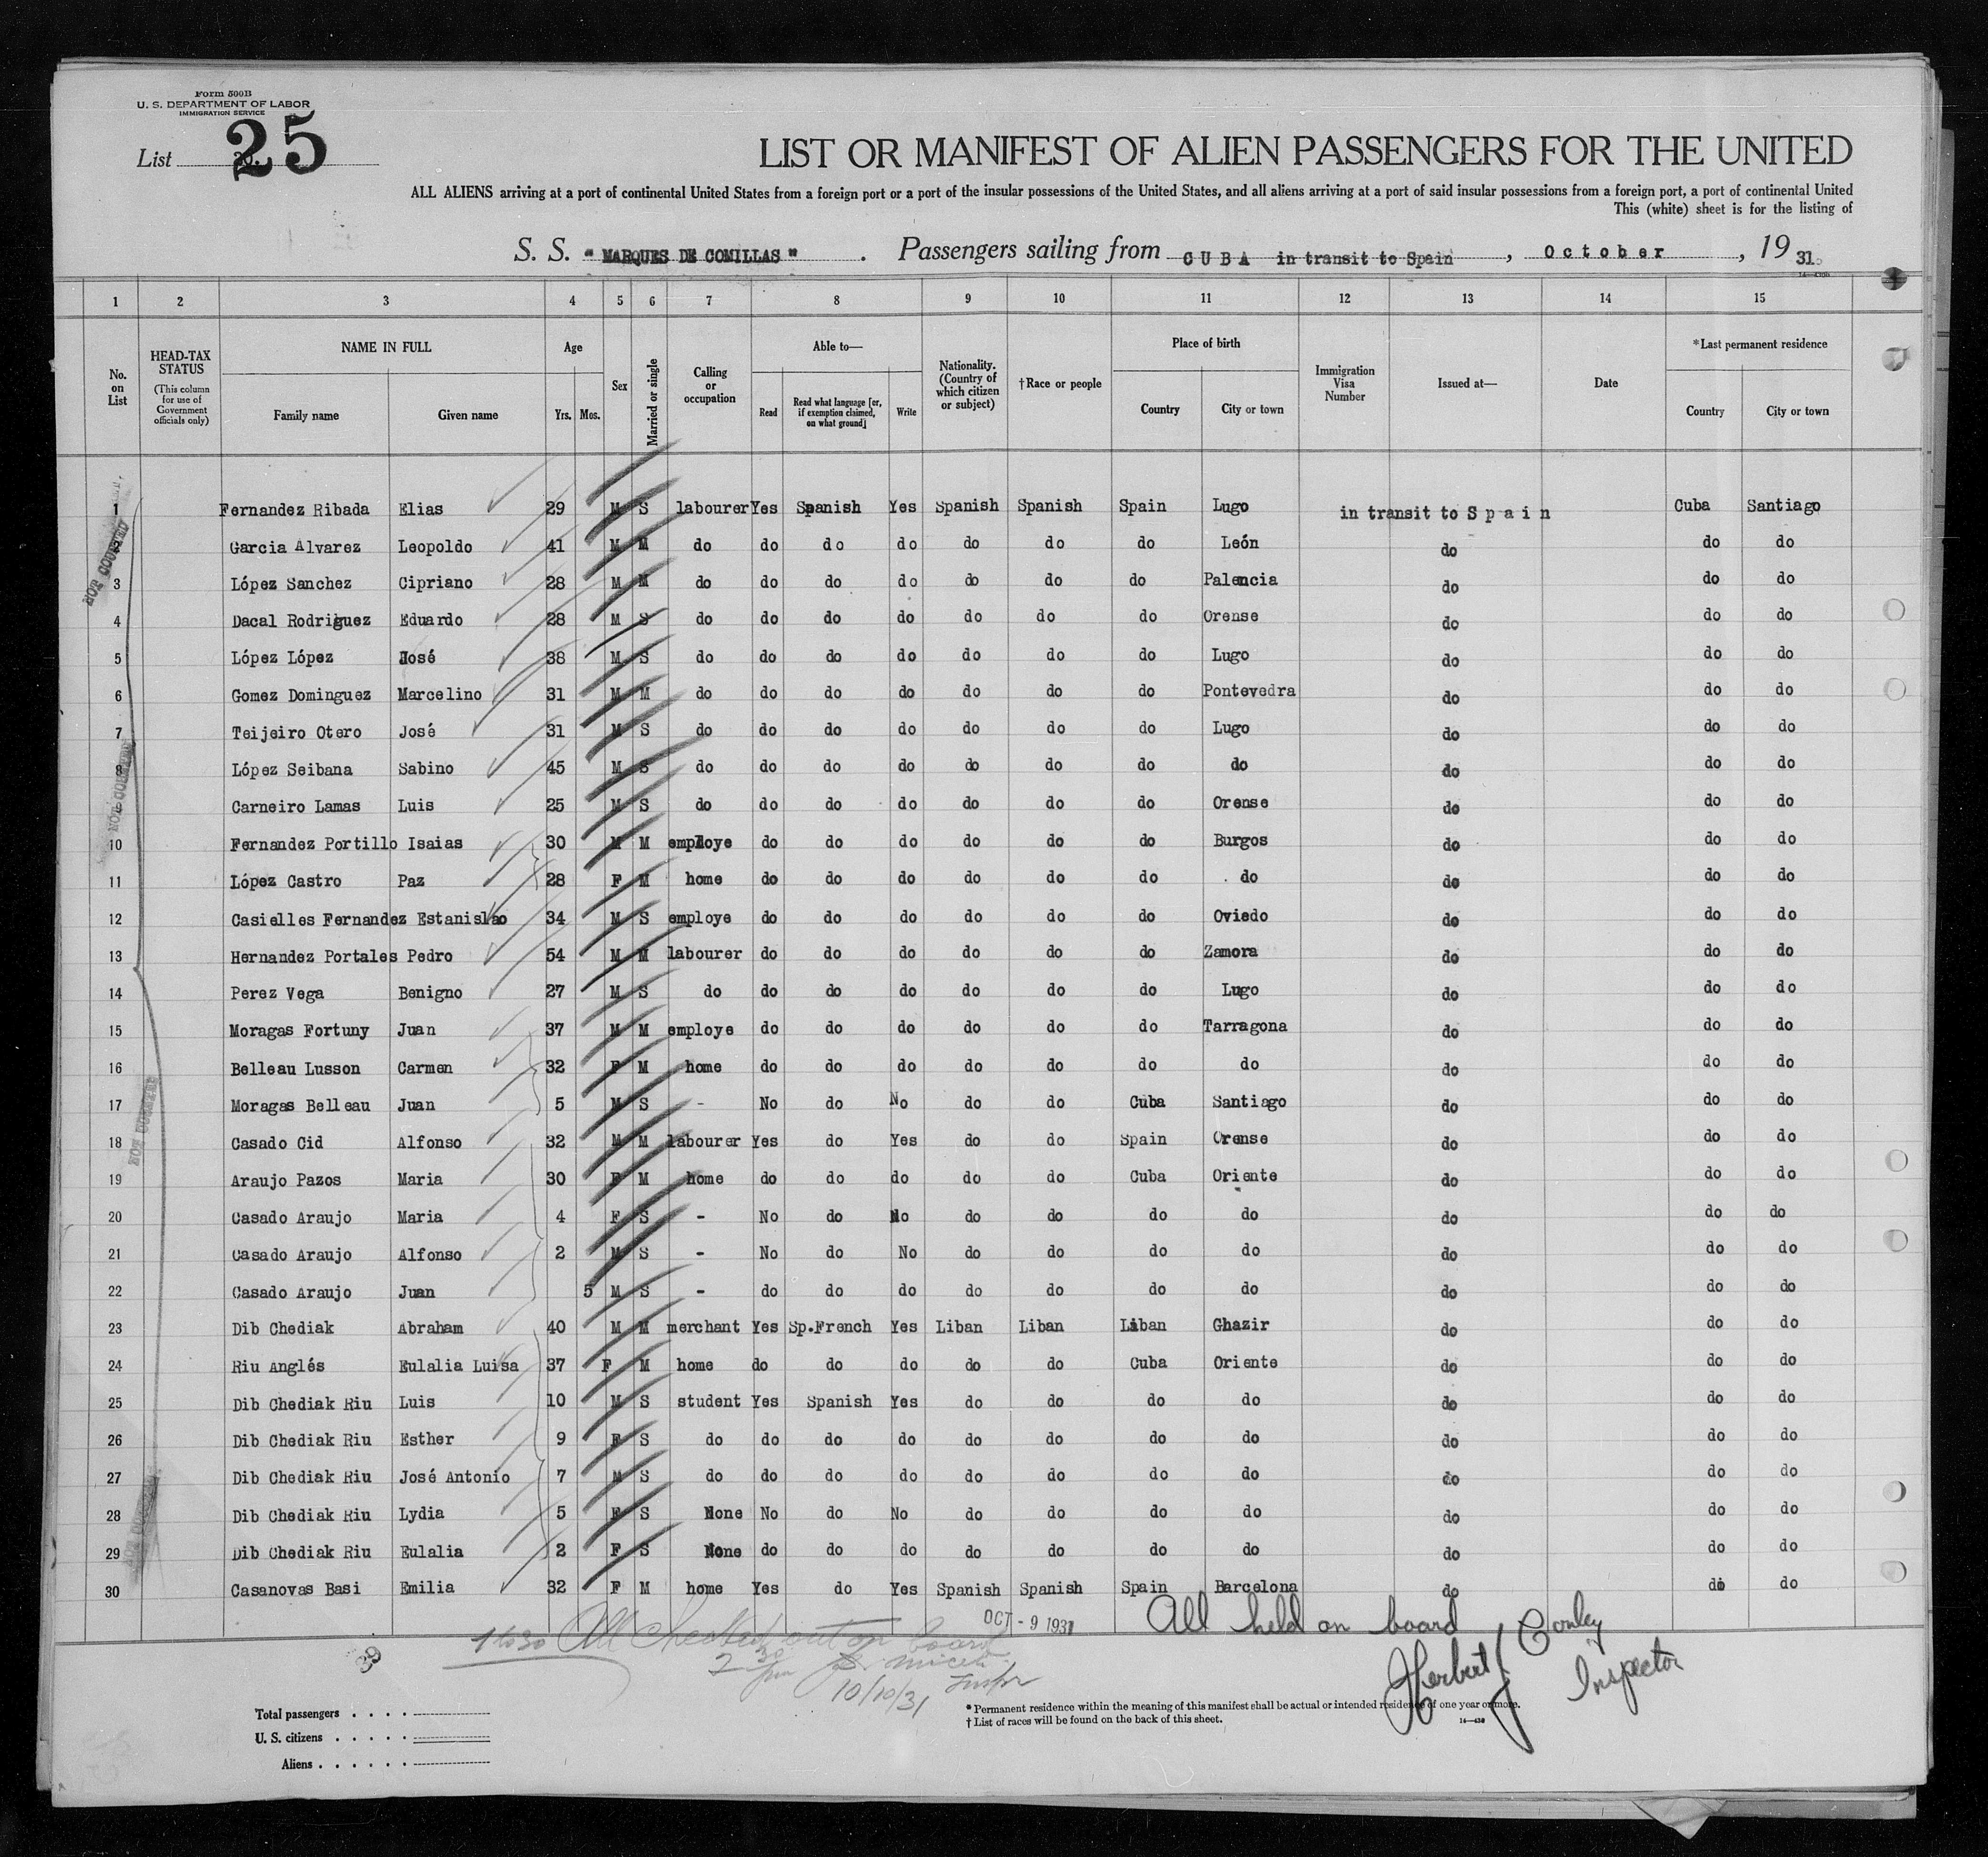 Form 500B
U. S. DEPARTMENT OF LABOR
IMMIGRATION SERVICE
List 25
LIST OR MANIFEST OF ALIEN PASSENGERS FOR THE UNITED
ALL ALIENS arriving at a port of continental United States from a foreign port or a port of the insular possessions of the United States, and all aliens arriving at a port of said insular possessions from a foreign port, a port of continental United
This (white) sheet is for the listing of
S. S. "MARQUES DE COMILLAS". Passengers sailing from CUBA in transit to Spain, October, 1931
1 2 3 4 5 6 7 8 9 10 11 12 13 14 15
No. on List
HEAD-TAX STATUS (This column for use of Government officials only)
NAME IN FULL Family name Given name
Age Yrs. Mos.
Sex
Married or single
Calling or occupation
Able to— Read Read what language [or, if exemption claimed, on what ground] Write
Nationality. (Country of which citizen or subject)
†Race or people
Place of birth Country City or town
Immigration Visa Number
Issued at—
Date
*Last permanent residence Country City or town
1 Fernandez Ribada Elias 29 M S labourer Yes Spanish Yes Spanish Spanish Spain Lugo in transit to Spain Cuba Santiago
Garcia Alvarez Leopoldo 41 M M do do do do do do do León do do do
3 López Sanchez Cipriano 28 M M do do do do do do do Palencia do do do
4 Dacal Rodriguez Eduardo 28 M S do do do do do do do Orense do do do
5 López López José 38 M S do do do do do do do Lugo do do do
6 Gomez Dominguez Marcelino 31 M M do do do do do do do Pontevedra do do do
7 Teijeiro Otero José 31 M S do do do do do do do Lugo do do do
8 López Seibana Sabino 45 M S do do do do do do do do do do do
Carneiro Lamas Luis 25 M S do do do do do do do Orense do do do
10 Fernandez Portillo Isaias 30 M M employe do do do do do do Burgos do do do
11 López Castro Paz 28 F M home do do do do do do do do do do
12 Casielles Fernandez Estanislao 34 M S employe do do do do do do Oviedo do do do
13 Hernandez Portales Pedro 54 M M labourer do do do do do do Zamora do do do
14 Perez Vega Benigno 27 M S do do do do do do do Lugo do do do
15 Moragas Fortuny Juan 37 M M employe do do do do do do Tarragona do do do
16 Belleau Lusson Carmen 32 F M home do do do do do do do do do do
17 Moragas Belleau Juan 5 M S - No do No do do Cuba Santiago do do do
18 Casado Cid Alfonso 32 M M labourer Yes do Yes do do Spain Orense do do do
19 Araujo Pazos Maria 30 F M home do do do do do Cuba Oriente do do do
20 Casado Araujo Maria 4 F S - No do No do do do do do do do
21 Casado Araujo Alfonso 2 M S - No do No do do do do do do do
22 Casado Araujo Juan 5 M S - do do do do do do do do do do
23 Dib Chediak Abraham 40 M M merchant Yes Sp.French Yes Liban Liban Liban Ghazir do do do
24 Riu Anglés Eulalia Luisa 37 F M home do do do do do Cuba Oriente do do do
25 Dib Chediak Riu Luis 10 M S student Yes Spanish Yes do do do do do do do
26 Dib Chediak Riu Esther 9 F S do do do do do do do do do do do
27 Dib Chediak Riu José Antonio 7 M S do do do do do do do do do do do
28 Dib Chediak Riu Lydia 5 F S None No do No do do do do do do do
29 Dib Chediak Riu Eulalia 2 F S None do do do do do do do do do do
30 Casanovas Basi Emilia 32 F M home Yes do Yes Spanish Spanish Spain Barcelona do do do
NOT COUNTED
NOT COUNTED
NOT COUNTED
OCT - 9 1931
All held on board
Herbert J Conley
Inspector
1 to 30 All checked out on board
2 30 pm
10/10/31
Total passengers
U. S. citizens
Aliens
* Permanent residence within the meaning of this manifest shall be actual or intended residence of one year or more.
† List of races will be found on the back of this sheet.